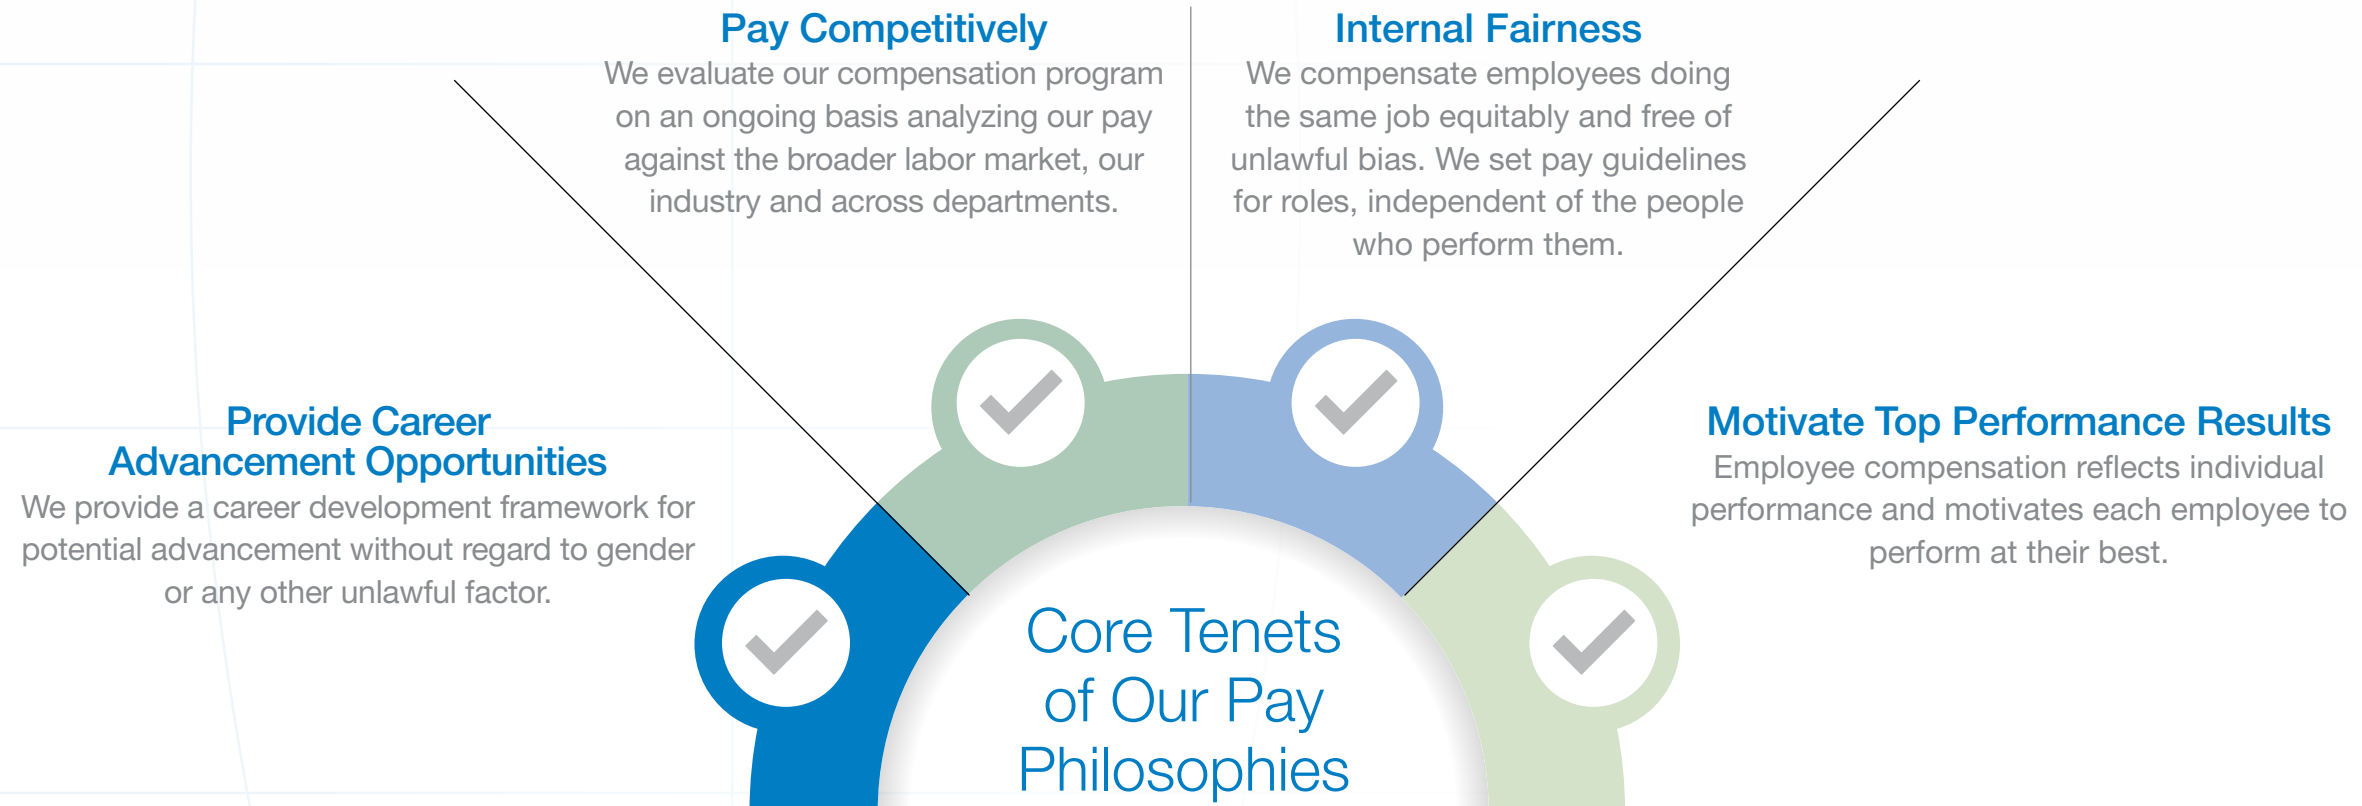 Pay Competitively
We evaluate our compensation program
on an ongoing basis analyzing our pay
against the broader labor market, our
industry and across departments.
Internal Fairness
We compensate employees doing
the same job equitably and free of
unlawful bias. We set pay guidelines
for roles, independent of the people
who perform them.
Provide Career
Advancement Opportunities
We provide a career development framework for
potential advancement without regard to gender
or any other unlawful factor.
Motivate Top Performance Results
Employee compensation reflects individual
performance and motivates each employee to
perform at their best.
Core Tenets
of Our Pay
Philosophies